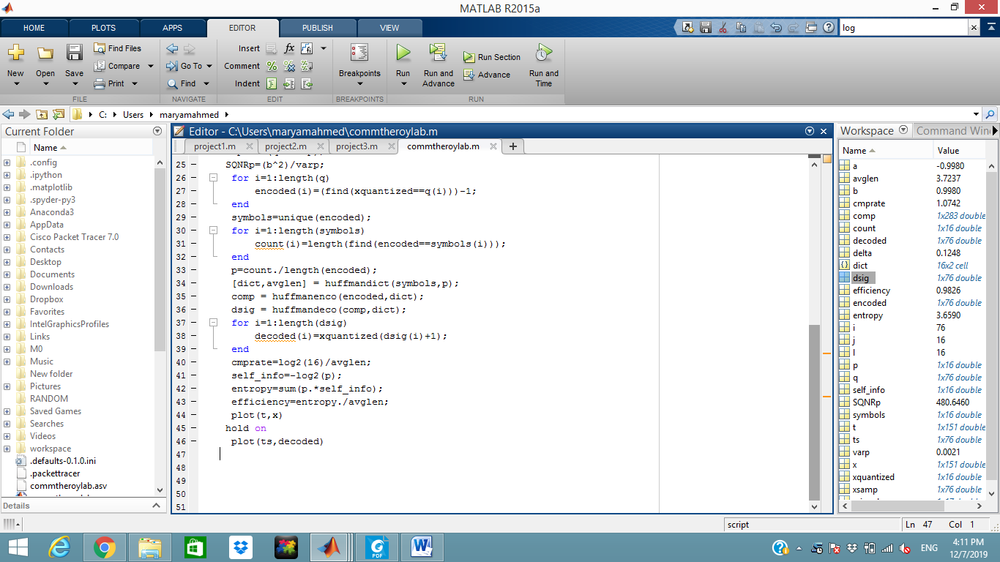 MATLAB R2015a
HOME PLOTS APPS EDITOR PUBLISH VIEW log
New Open Save Find Files Compare Print
Go To Find
Insert fx
Comment
Indent
Breakpoints
Run Run and Advance Run Section Advance Run and Time
FILE NAVIGATE EDIT BREAKPOINTS RUN
C: Users maryamahmed
Current Folder
Name
.config
.ipython
.matplotlib
.spyder-py3
Anaconda3
AppData
Cisco Packet Tracer 7.0
Contacts
Desktop
Documents
Downloads
Dropbox
Favorites
IntelGraphicsProfiles
Links
M0
Music
New folder
Pictures
RANDOM
Saved Games
Searches
Videos
workspace
.defaults-0.1.0.ini
.packettracer
commtheroylab.asv
Details
Editor - C:\Users\maryamahmed\commtheroylab.m
project1.m project2.m project3.m commtheroylab.m
25 SQNRp=(b^2)/varp;
26 for i=1:length(q)
27 encoded(i)=(find(xquantized==q(i)))-1;
28 end
29 symbols=unique(encoded);
30 for i=1:length(symbols)
31 count(i)=length(find(encoded==symbols(i)));
32 end
33 p=count./length(encoded);
34 [dict,avglen] = huffmandict(symbols,p);
35 comp = huffmanenco(encoded,dict);
36 dsig = huffmandeco(comp,dict);
37 for i=1:length(dsig)
38 decoded(i)=xquantized(dsig(i)+1);
39 end
40 cmprate=log2(16)/avglen;
41 self_info=-log2(p);
42 entropy=sum(p.*self_info);
43 efficiency=entropy./avglen;
44 plot(t,x)
45 hold on
46 plot(ts,decoded)
47
48
49
50
51
Workspace Command Win
Name Value
a -0.9980
avglen 3.7237
b 0.9980
cmprate 1.0742
comp 1x283 double
count 1x16 double
decoded 1x76 double
delta 0.1248
dict 16x2 cell
dsig 1x76 double
efficiency 0.9826
encoded 1x76 double
entropy 3.6590
i 76
j 16
l 16
p 1x16 double
q 1x76 double
self_info 1x16 double
SQNRp 480.6460
symbols 1x16 double
t 1x151 double
ts 1x76 double
varp 0.0021
x 1x151 double
xquantized 1x16 double
xsamp 1x76 double
script Ln 47 Col 1
PDF
ENG
4:11 PM
12/7/2019